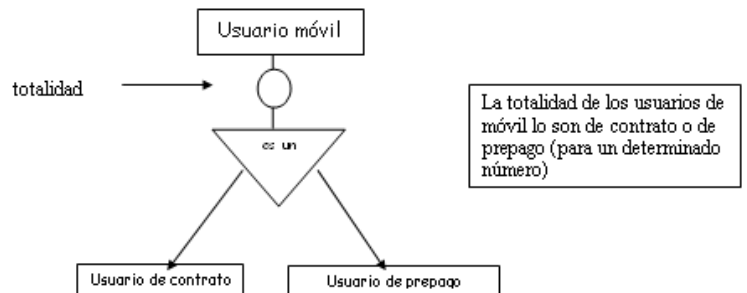 Usuario móvil
totalidad
La totalidad de los usuarios de
móvil lo son de contrato o de
prepago (para un determinado
número)
es un
Usuario de contrato
Usuario de prepago